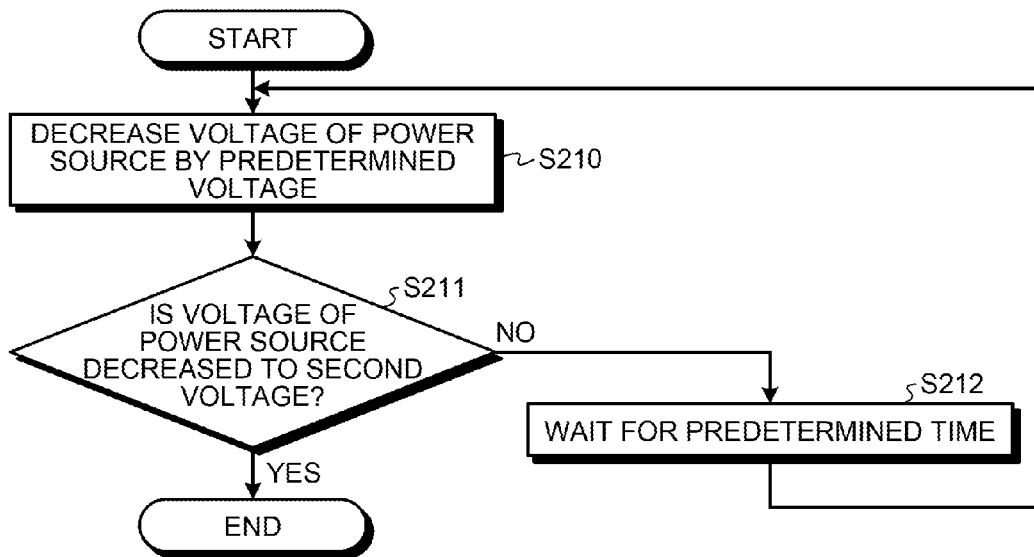 START
DECREASE VOLTAGE OF POWER
SOURCE BY PREDETERMINED
VOLTAGE
S210
S211
IS VOLTAGE OF
POWER SOURCE
DECREASED TO SECOND
VOLTAGE?
NO
S212
WAIT FOR PREDETERMINED TIME
YES
END